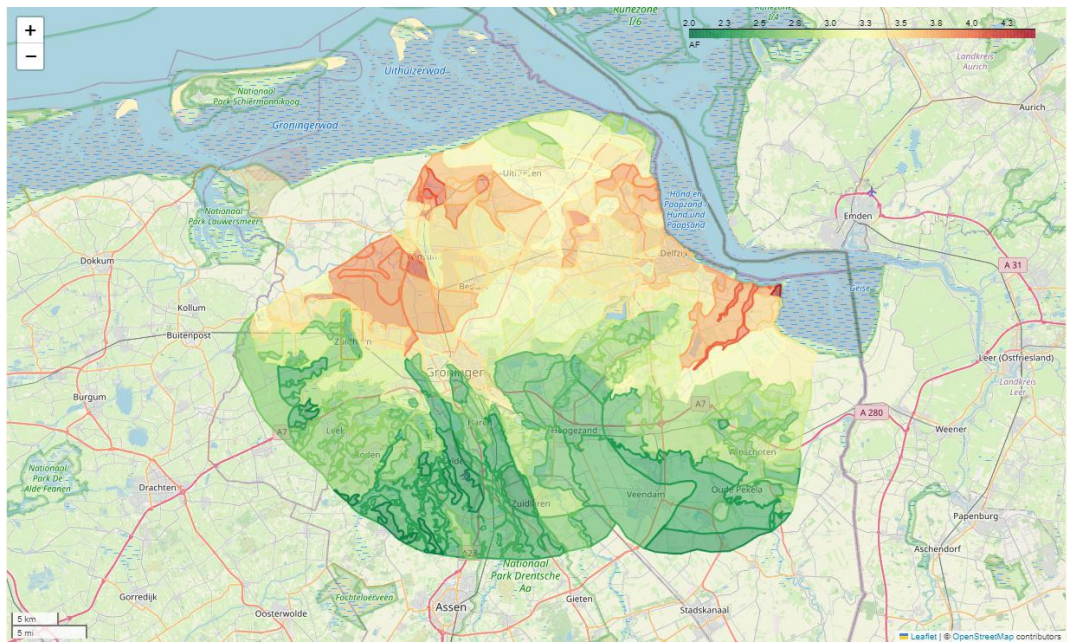 +
−
Runezone
I/6
I/4
2.0
2.3
2.5
2.8
3.0
3.3
3.5
3.8
4.0
4.3
AF
Landkreis
Aurich
Aurich
Uithuizerwad
Nationaal
Park Schiermonnikoog
Groningerwad
Nationaal
Park Lauwersmeer
Hond en
Paapzand
- Hund und
Paapsand
Emden
A 31
Dokkum
Delfzijl
Geise
Kollum
Buitenpost
Zuidhorn
Groningen
Leer (Ostfriesland)
Landkreis
Leer
Burgum
A7
A7
A 280
Haren
Hoogezand
Leek
Roden
Weener
Winschoten
Nationaal
Park De
Alde Feanen
Drachten
Veendam
Oude Pekela
Zuidlaren
Papenburg
A28
Aschendorf
Nationaal
Park Drentsche
Aa
Fochteloërveen
Gorredijk
Oosterwolde
Assen
Gieten
Stadskanaal
5 km
5 mi
Leaflet | © OpenStreetMap contributors